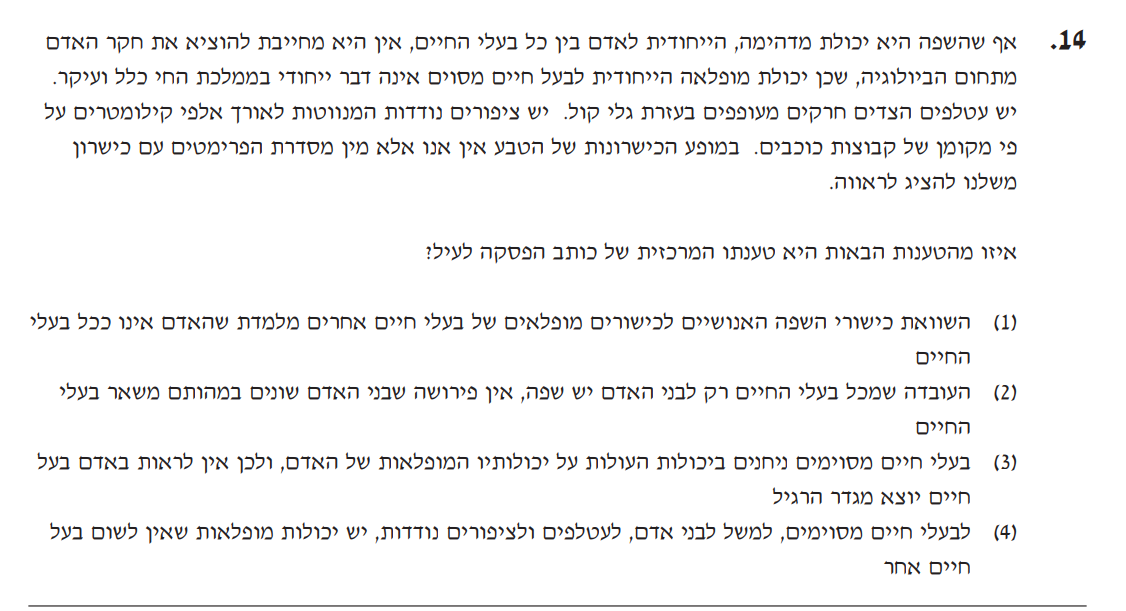 14. אף שהשפה היא יכולת מדהימה, הייחודית לאדם בין כל בעלי החיים, אין היא מחייבת להוציא את חקר האדם
מתחום הביולוגיה, שכן יכולת מופלאה הייחודית לבעל חיים מסוים אינה דבר ייחודי בממלכת החי כלל ועיקר.
יש עטלפים הצדים חרקים מעופפים בעזרת גלי קול. יש ציפורים נודדות המנווטות לאורך אלפי קילומטרים על
פי מקומן של קבוצות כוכבים. במופע הכישרונות של הטבע אין אנו אלא מין מסדרת הפרימטים עם כישרון
משלנו להציג לראווה.
איזו מהטענות הבאות היא טענתו המרכזית של כותב הפסקה לעיל?
(1) השוואת כישורי השפה האנושיים לכישורים מופלאים של בעלי חיים אחרים מלמדת שהאדם אינו ככל בעלי
החיים
(2) העובדה שמכל בעלי החיים רק לבני האדם יש שפה, אין פירושה שבני האדם שונים במהותם משאר בעלי
החיים
(3) בעלי חיים מסוימים ניחנים ביכולות העולות על יכולותיו המופלאות של האדם, ולכן אין לראות באדם בעל
חיים יוצא מגדר הרגיל
(4) לבעלי חיים מסוימים, למשל לבני אדם, לעטלפים ולציפורים נודדות, יש יכולות מופלאות שאין לשום בעל
חיים אחר